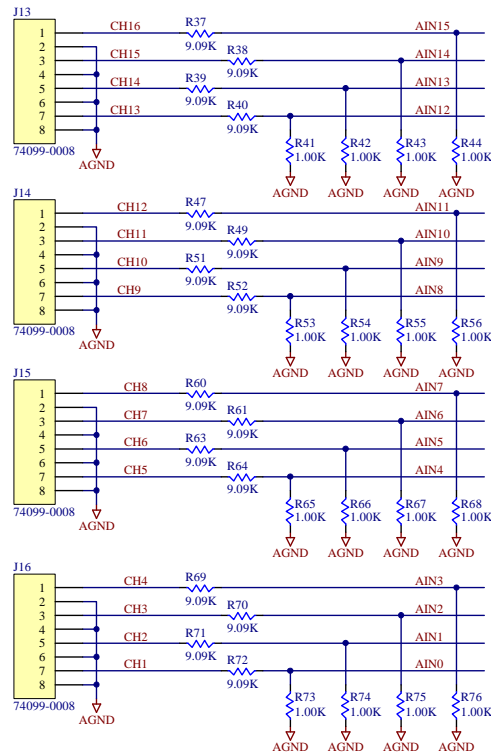 J13
1 CH16 R37 9.09K AIN15
2
3 CH15 R38 9.09K AIN14
4
5 CH14 R39 9.09K AIN13
6
7 CH13 R40 9.09K AIN12
8
74099-0008
AGND
R41 1.00K AGND
R42 1.00K AGND
R43 1.00K AGND
R44 1.00K AGND
J14
1 CH12 R47 9.09K AIN11
2
3 CH11 R49 9.09K AIN10
4
5 CH10 R51 9.09K AIN9
6
7 CH9 R52 9.09K AIN8
8
74099-0008
AGND
R53 1.00K AGND
R54 1.00K AGND
R55 1.00K AGND
R56 1.00K AGND
J15
1 CH8 R60 9.09K AIN7
2
3 CH7 R61 9.09K AIN6
4
5 CH6 R63 9.09K AIN5
6
7 CH5 R64 9.09K AIN4
8
74099-0008
AGND
R65 1.00K AGND
R66 1.00K AGND
R67 1.00K AGND
R68 1.00K AGND
J16
1 CH4 R69 9.09K AIN3
2
3 CH3 R70 9.09K AIN2
4
5 CH2 R71 9.09K AIN1
6
7 CH1 R72 9.09K AIN0
8
74099-0008
AGND
R73 1.00K AGND
R74 1.00K AGND
R75 1.00K AGND
R76 1.00K AGND